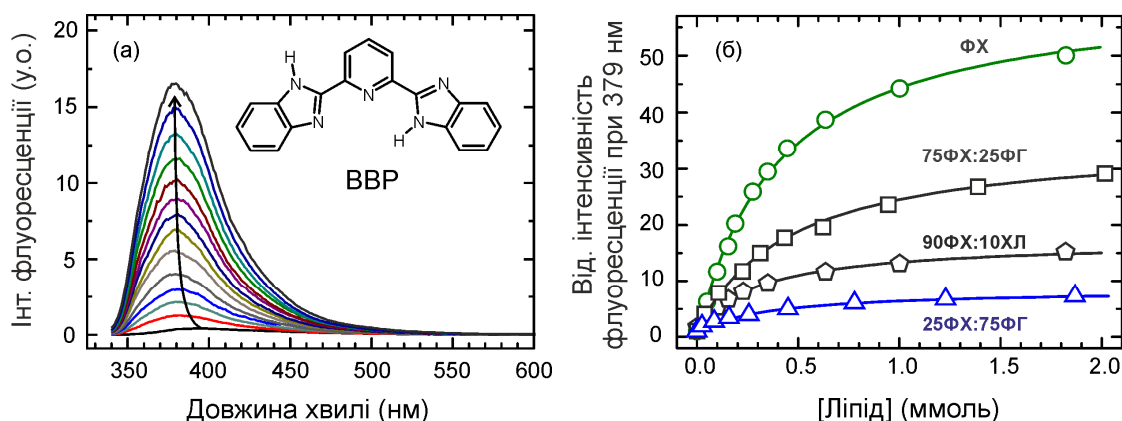 (а)
Інт. флуоресценції (у.о.)
20
15
10
5
0
350
400
450
500
550
600
Довжина хвилі (нм)
H
N
N
N
N
N
H
BBP
(б)
Від. інтенсивність
флуоресценції при 379 нм
50
40
30
20
10
0
0.0
0.5
1.0
1.5
2.0
[Ліпід] (ммоль)
ФХ
75ФХ:25ФГ
90ФХ:10ХЛ
25ФХ:75ФГ